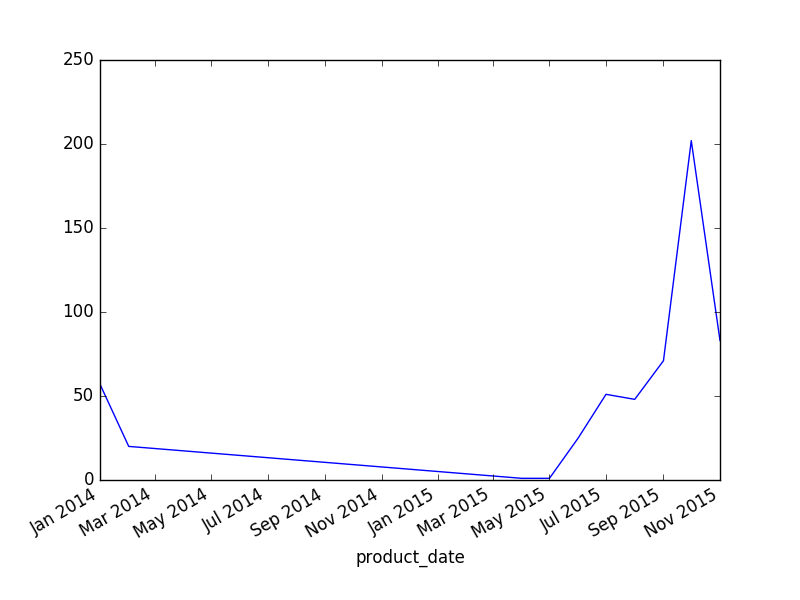 250
200
150
100
50
0
Jan 2014
Mar 2014
May 2014
Jul 2014
Sep 2014
Nov 2014
Jan 2015
Mar 2015
May 2015
Jul 2015
Sep 2015
Nov 2015
product_date